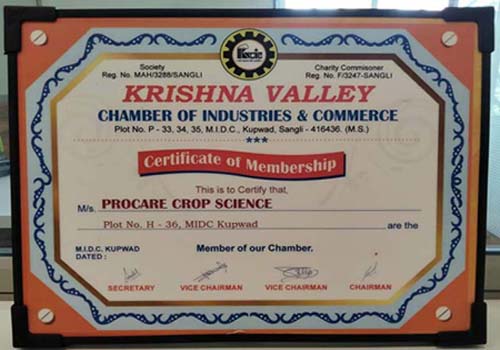 Society
Reg. No. MAH/3288/SANGLI
Charity Commisoner
Reg. No. F/3247-SANGLI
KRISHNA VALLEY
CHAMBER OF INDUSTRIES & COMMERCE
Plot No. P - 33, 34, 35, M.I.D.C., Kupwad, Sangli - 416436. (M.S.)
Certificate of Membership
This is to Certify that,
M/s. PROCARE CROP SCIENCE
Plot No. H - 36, MIDC Kupwad are the
M.I.D.C. KUPWAD
Member of our Chamber.
DATED :
SECRETARY VICE CHAIRMAN VICE CHAIRMAN CHAIRMAN